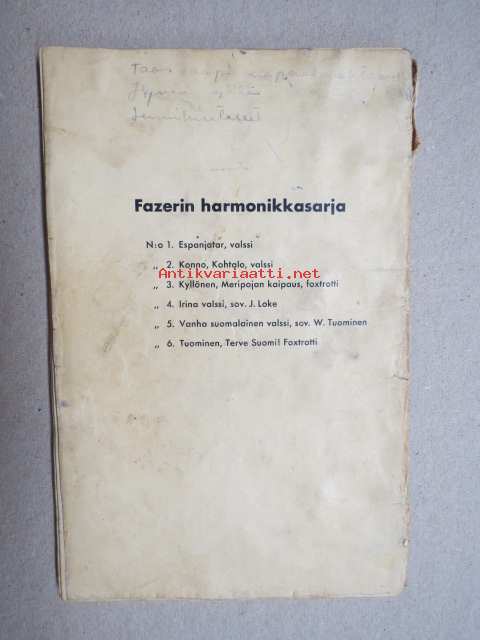 Fazerin harmonikkasarja
N:o 1. Espanjatar, valssi
„ 2. Konno, Kohtalo, valssi
Antikvariaatti.net
„ 3. Kyllönen, Meripojan kaipaus, foxtrotti
„ 4. Irina valssi, sov. J. Loke
„ 5. Vanha suomalainen valssi, sov. W. Tuominen
„ 6. Tuominen, Terve Suomi! Foxtrotti